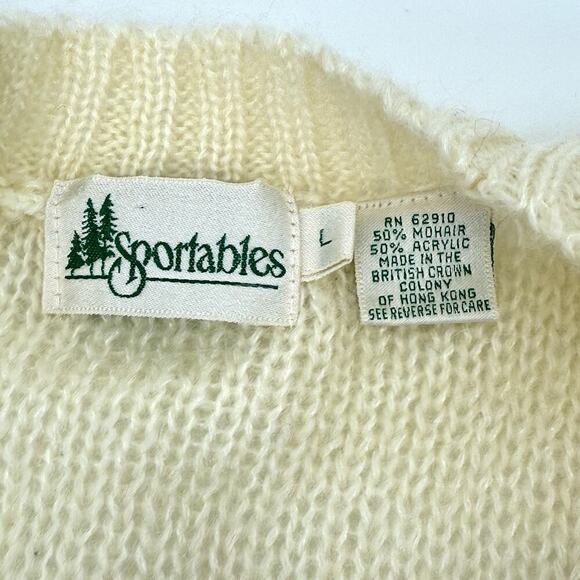 Sportables
L
RN 62910
50% MOHAIR
50% ACRYLIC
MADE IN THE
BRITISH CROWN
COLONY
OF HONG KONG
SEE REVERSE FOR CARE